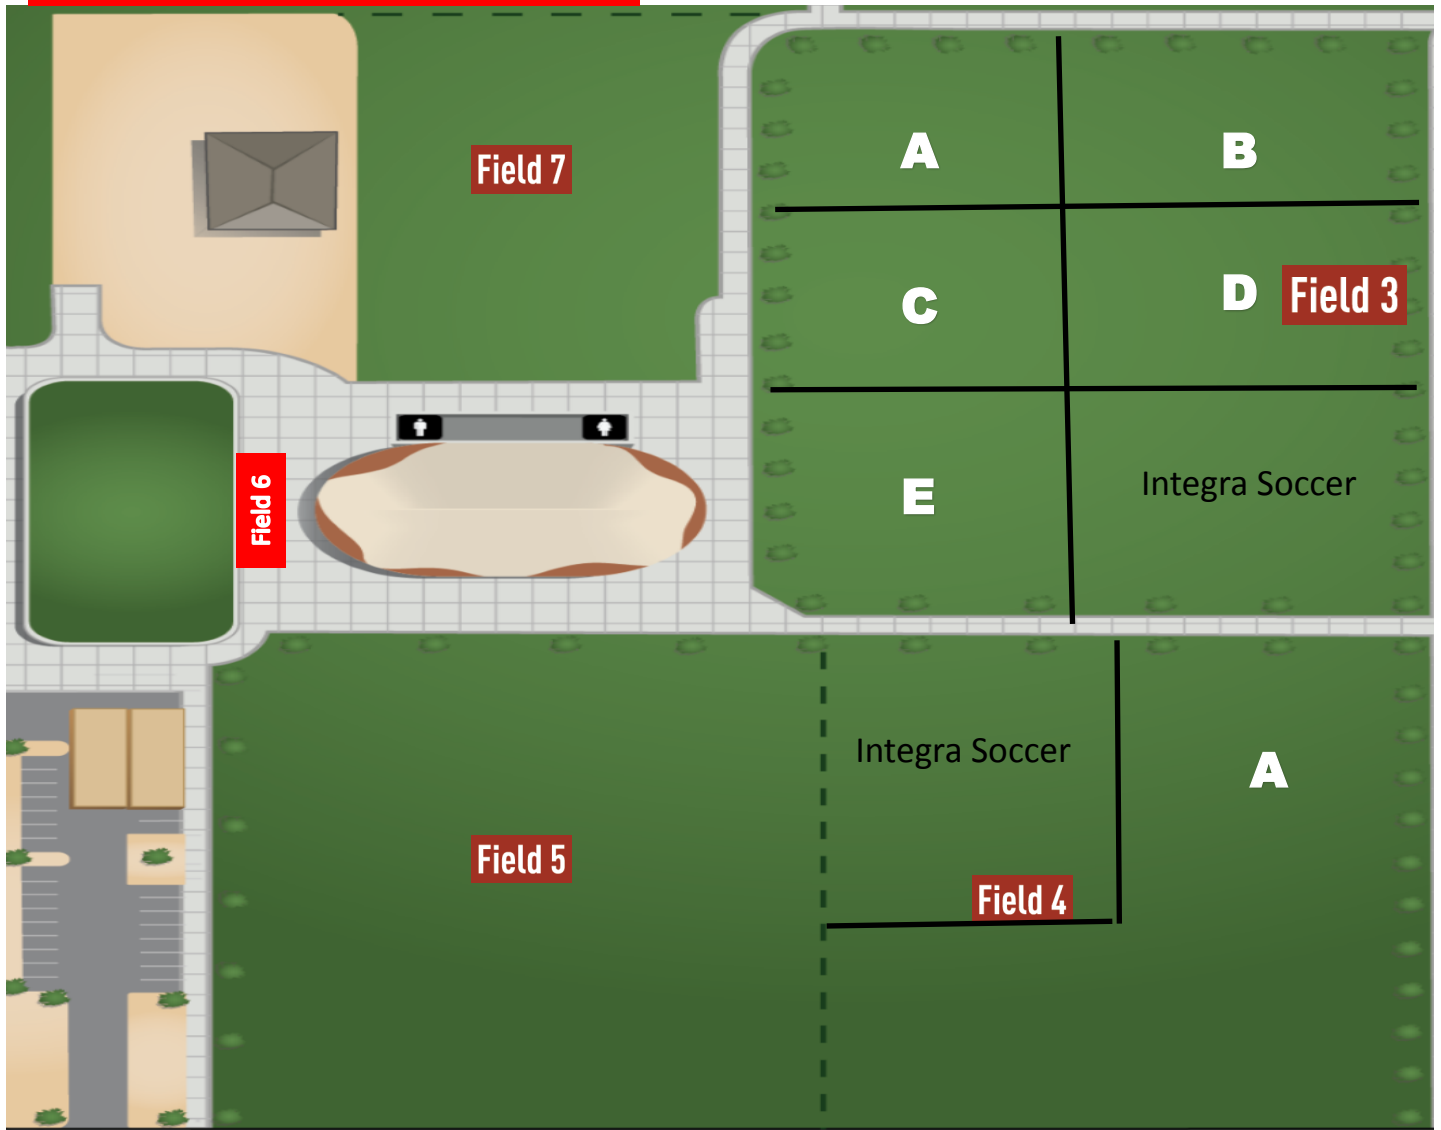 Field 7
A
B
C
D
Field 3
E
Integra Soccer
Field 6
Integra Soccer
A
Field 5
Field 4